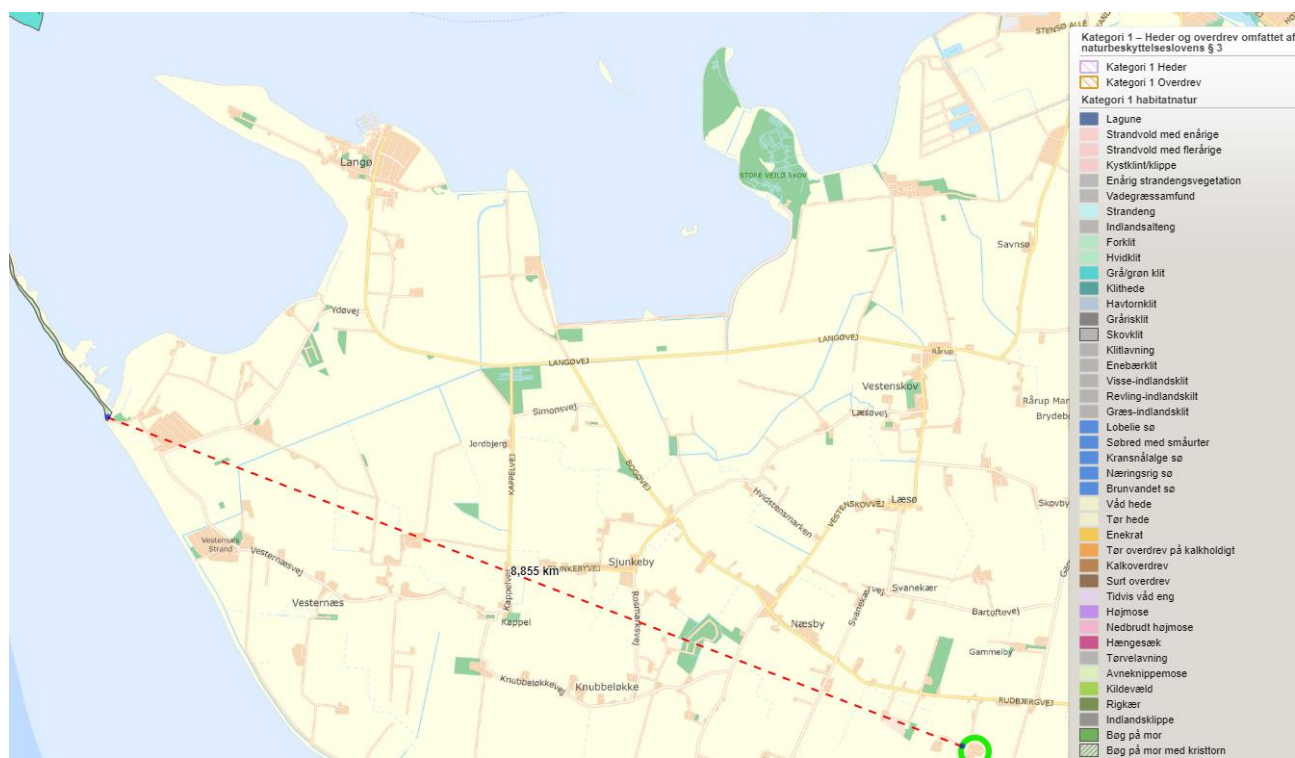 STENSØ ALLÉ
Langø
STORE VEJLØ SKOV
Savnsø
Ydøvej
LANGØVEJ
LANGØVEJ
Rårup
Vestenskov
Simonsvej
Læsøvej
Rårup Mar
Brydebø
Jordbjerg
KAPPELVEJ
BOGØVEJ
Hvidstensmarken
VESTENSKOVVEJ
Læsø
Skovby
Vesternæs
Strand
Vesternæsvej
8,855 km
Sjunkeby
Kappelvej
Svanekærvej
Svanekær
Vesternæs
Rosmarksvej
Bartoftevej
Kappel
Næsby
Gammelby
Knubbeløkkevej
Knubbeløkke
RUDBJERGVEJ
Kategori 1 – Heder og overdrev omfattet af
naturbeskyttelseslovens § 3
Kategori 1 Heder
Kategori 1 Overdrev
Kategori 1 habitatnatur
Lagune
Strandvold med enårige
Strandvold med flerårige
Kystklint/klippe
Enårig strandengsvegetation
Vadegræssamfund
Strandeng
Indlandsalteng
Forklit
Hvidklit
Grå/grøn klit
Klithede
Havtornklit
Grårisklit
Skovklit
Klitlavning
Enebærklit
Visse-indlandsklit
Revling-indlandskilt
Græs-indlandsklit
Lobelie sø
Søbred med småurter
Kransnålalge sø
Næringsrig sø
Brunvandet sø
Våd hede
Tør hede
Enekrat
Tør overdrev på kalkholdigt
Kalkoverdrev
Surt overdrev
Tidvis våd eng
Højmose
Nedbrudt højmose
Hængesæk
Tørvelavning
Avneknippemose
Kildevæld
Rigkær
Indlandsklippe
Bøg på mor
Bøg på mor med kristtorn